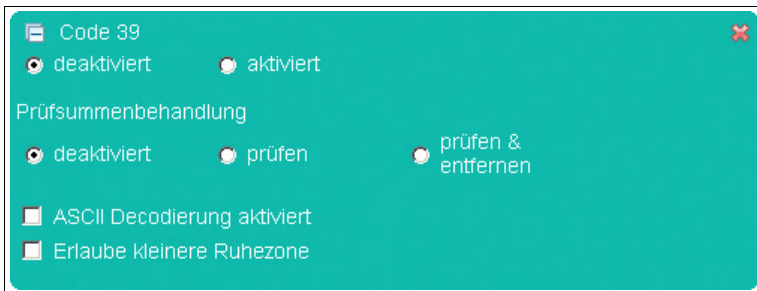 Code 39
deaktiviert aktiviert
Prüfsummenbehandlung
deaktiviert prüfen prüfen &
entfernen
ASCII Decodierung aktiviert
Erlaube kleinere Ruhezone